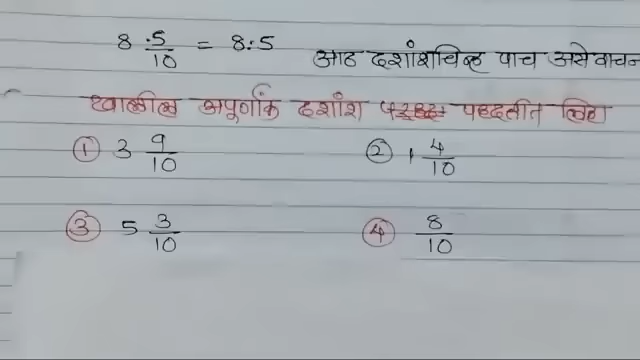 8 5/10 = 8.5 आठ दशांशचिन्ह पाच असे वाचन
खालील अपूर्णांक दशांश पद्दतीत लिहा
① 3 9/10 ② 1 4/10
③ 5 3/10 ④ 8/10